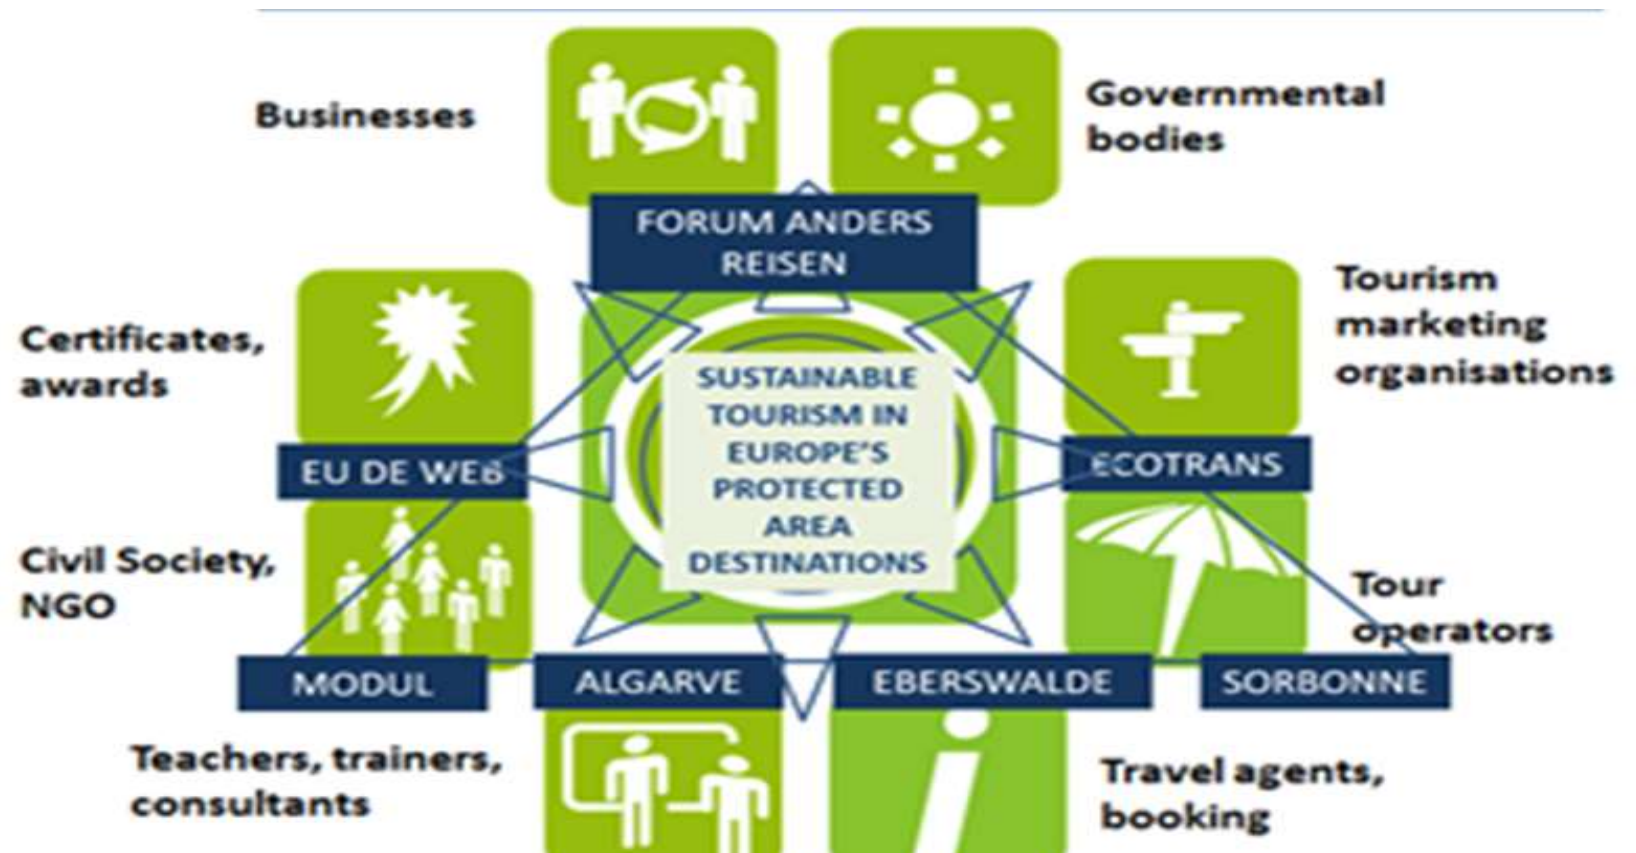 Businesses
Governmental
bodies
FORUM ANDERS
REISEN
Certificates,
awards
Tourism
marketing
organisations
SUSTAINABLE
TOURISM IN
EUROPE'S
PROTECTED
AREA
DESTINATIONS
EU DE WEB
ECOTRANS
Civil Society,
NGO
Tour
operators
MODUL
ALGARVE
EBERSWALDE
SORBONNE
Teachers, trainers,
consultants
Travel agents,
booking